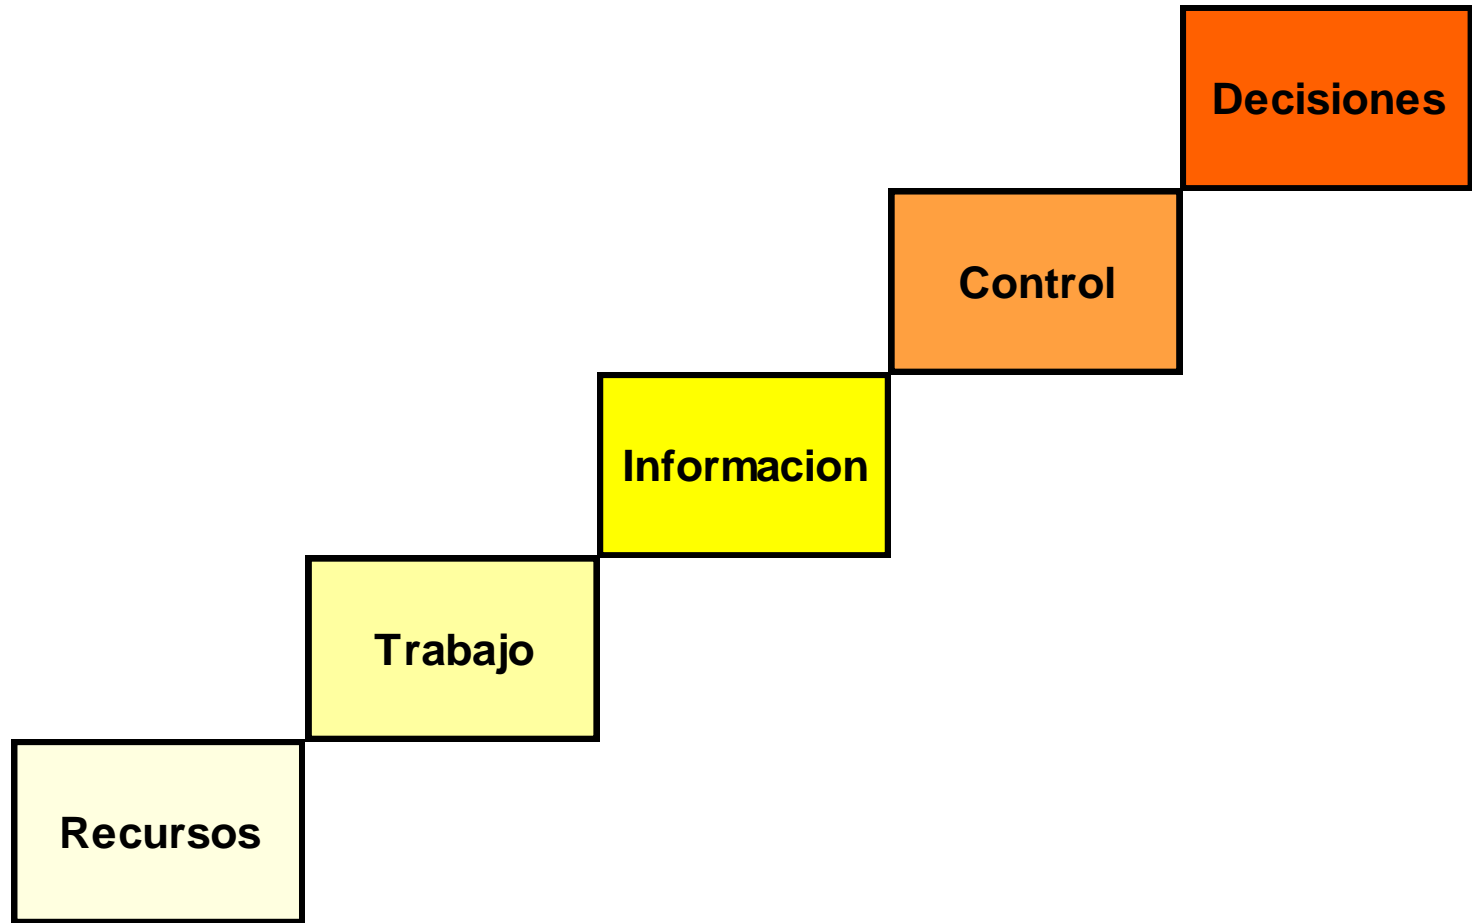 Decisiones
Control
Informacion
Trabajo
Recursos